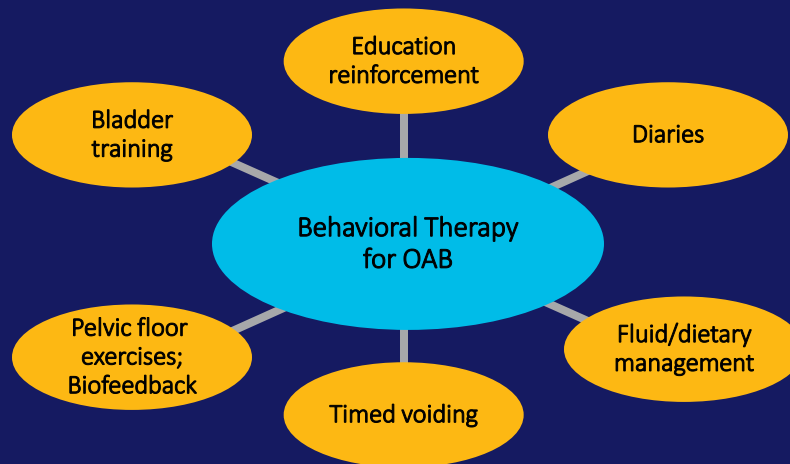 Education
reinforcement
Bladder
training
Diaries
Behavioral Therapy
for OAB
Pelvic floor
exercises;
Biofeedback
Fluid/dietary
management
Timed voiding